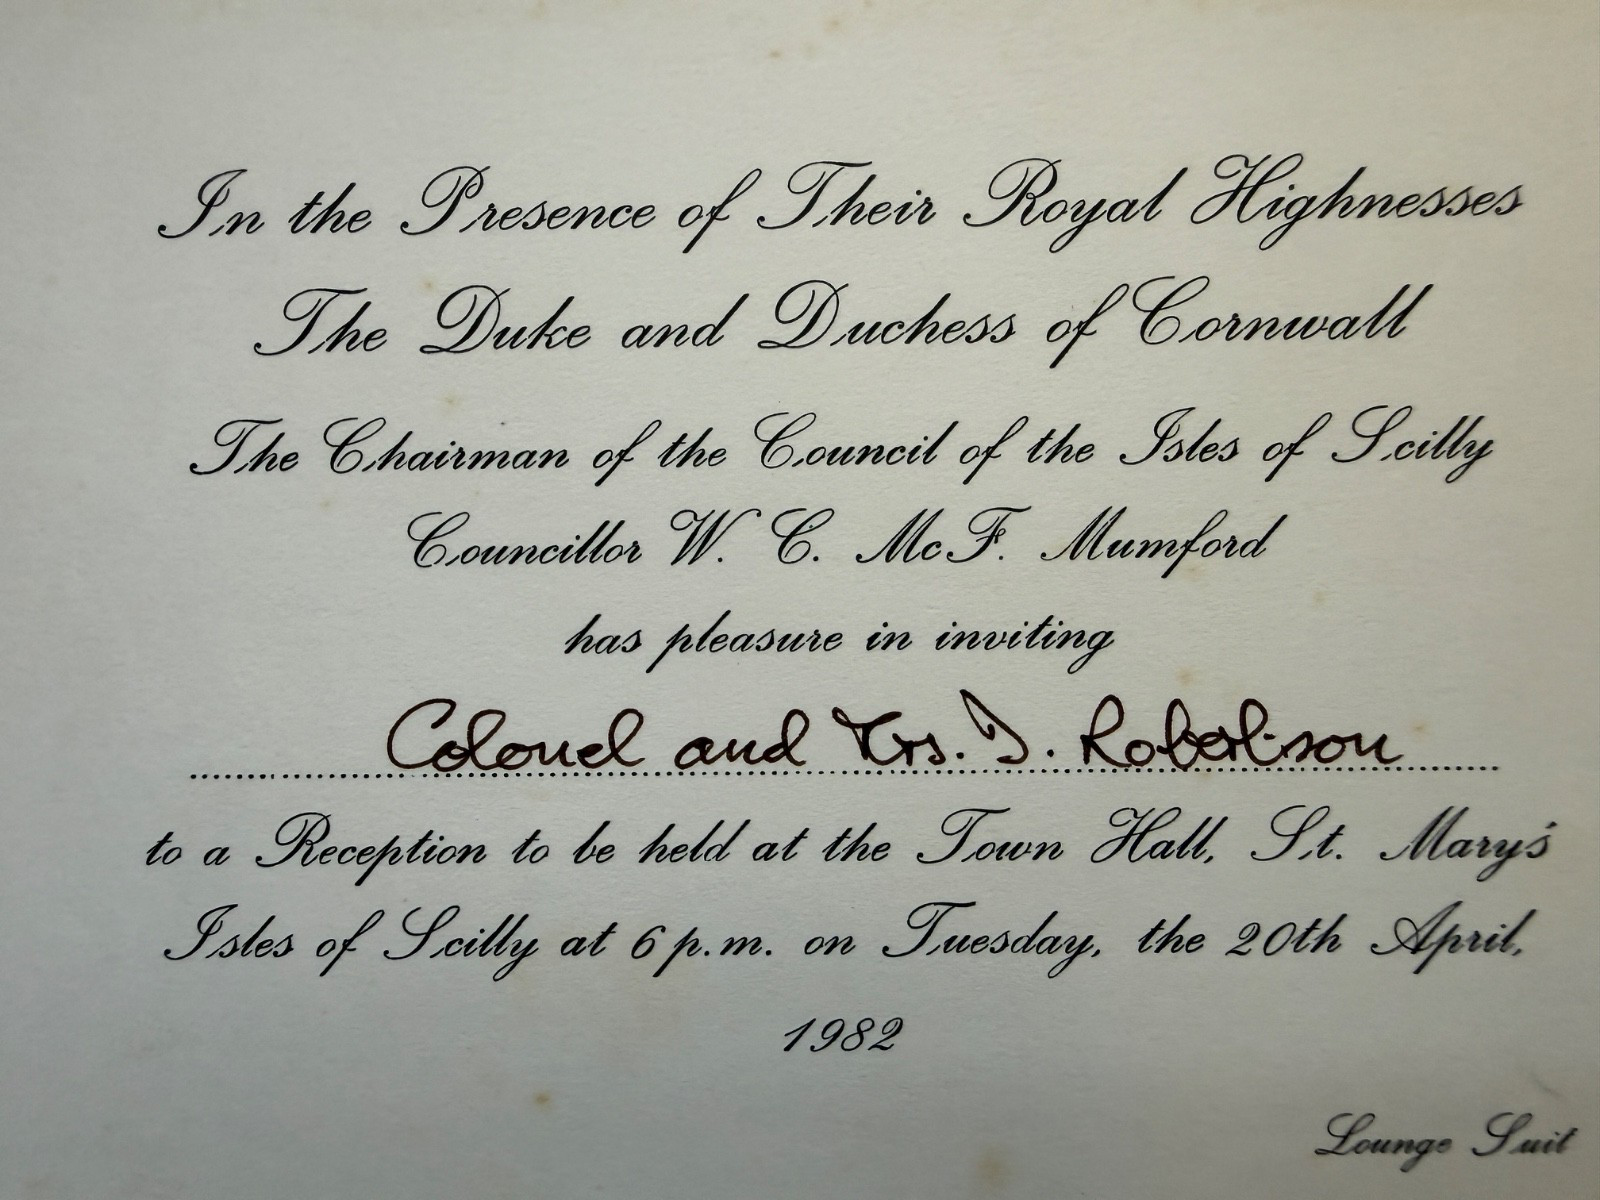 In the Presence of Their Royal Highnesses
The Duke and Duchess of Cornwall
The Chairman of the Council of the Isles of Scilly
Councillor W. C. McF. Mumford
has pleasure in inviting
Colonel and Mrs. I. Robertson
to a Reception to be held at the Town Hall, St. Mary's
Isles of Scilly at 6 p.m. on Tuesday, the 20th April,
1982
Lounge Suit